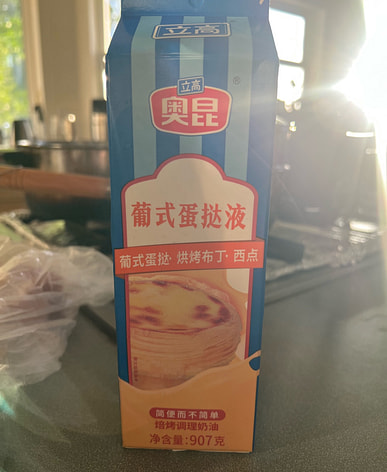 立高
立高
奥昆
®
葡式蛋挞液
葡式蛋挞·烘烤布丁·西点
简便而不简单
焙烤调理奶油
净含量:907克